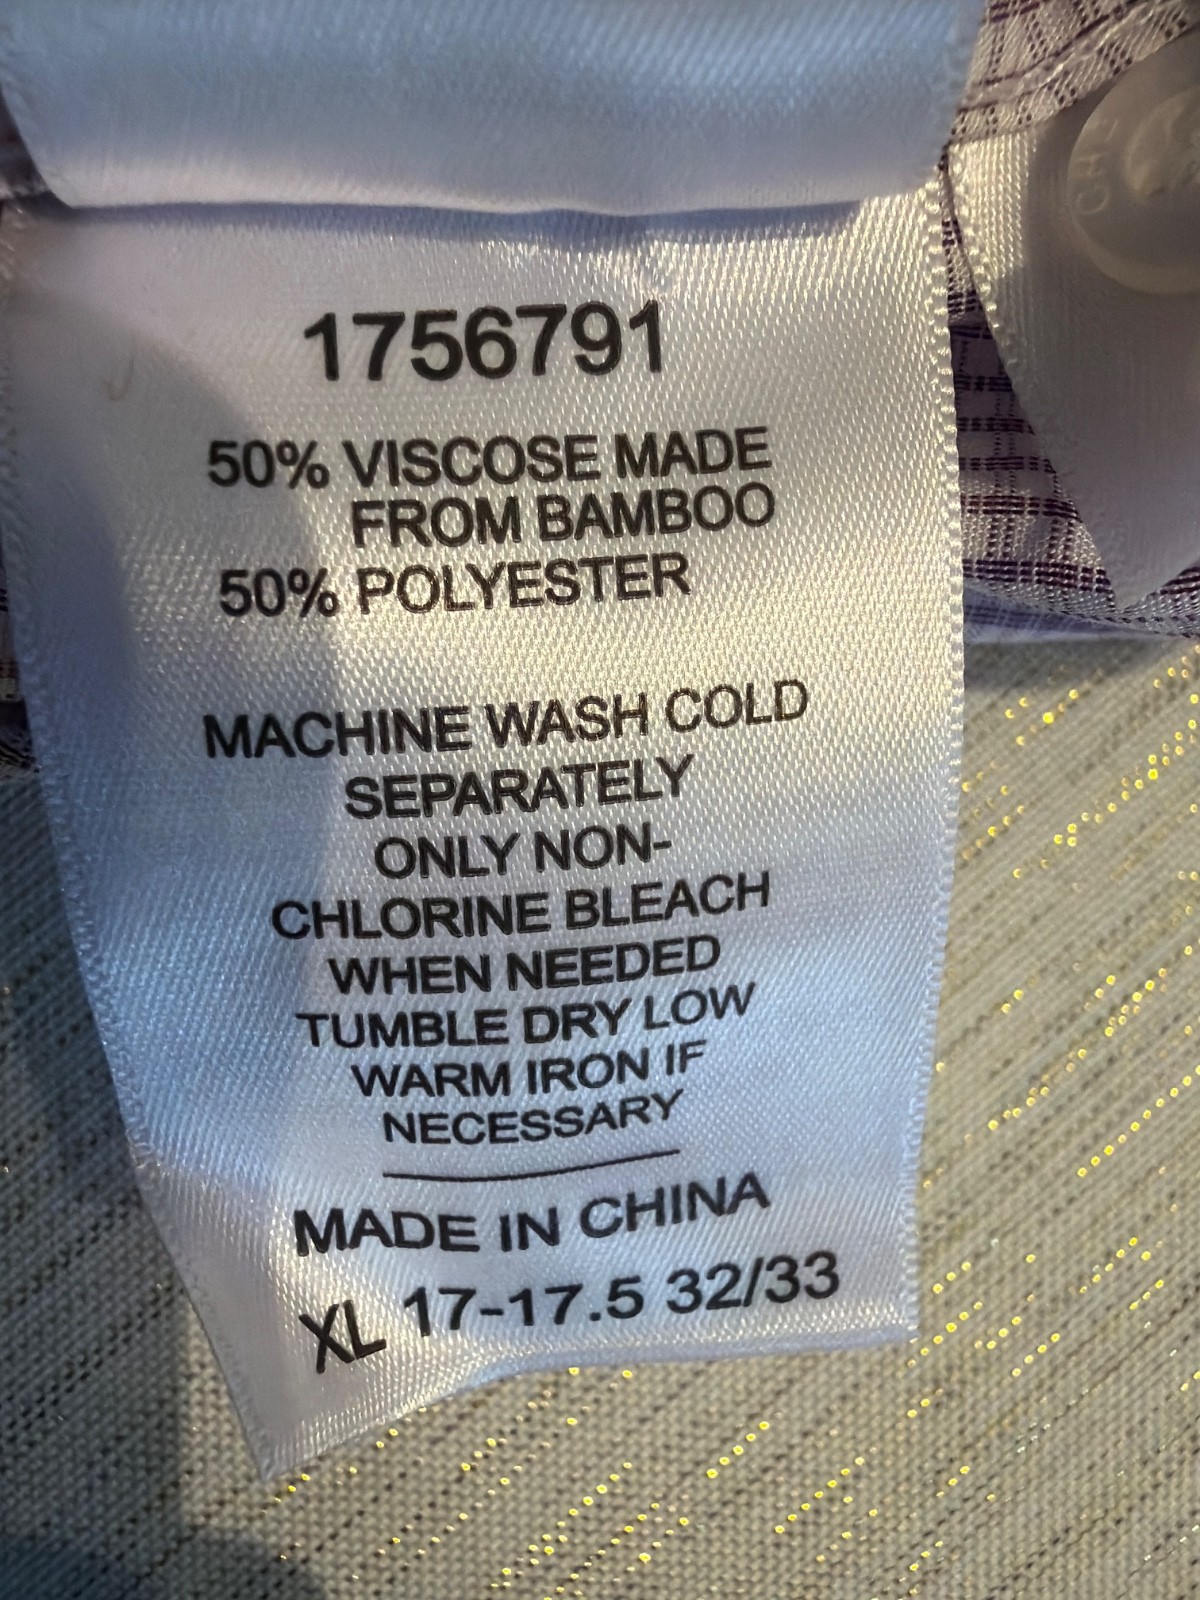 1756791
50% VISCOSE MADE
FROM BAMBOO
50% POLYESTER
MACHINE WASH COLD
SEPARATELY
ONLY NON-
CHLORINE BLEACH
WHEN NEEDED
TUMBLE DRY LOW
WARM IRON IF
NECESSARY
MADE IN CHINA
XL 17-17.5 32/33